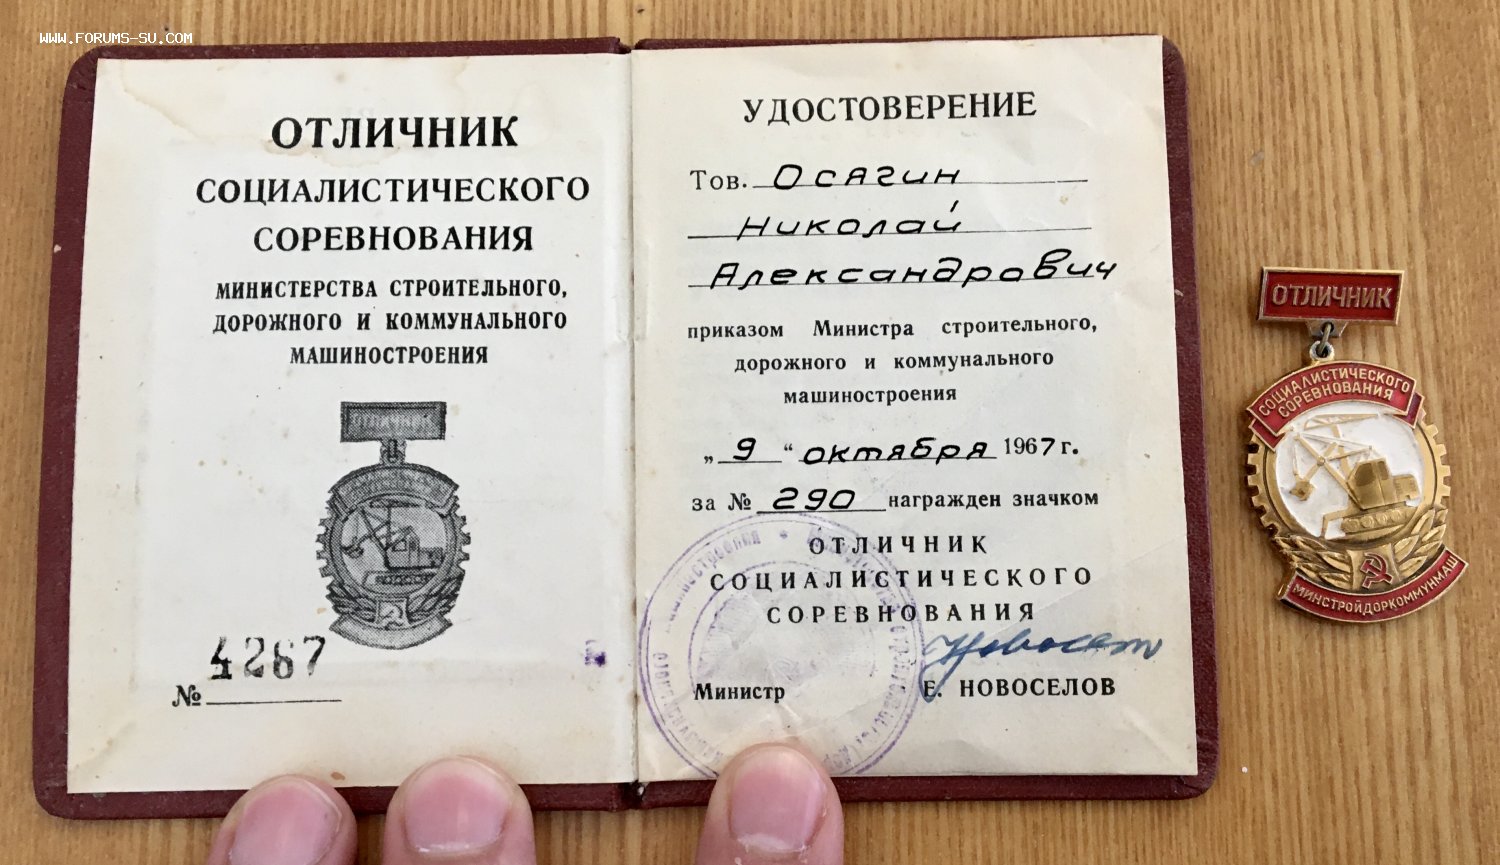 WWW.FORUMS-SU.COM
ОТЛИЧНИК
СОЦИАЛИСТИЧЕСКОГО
СОРЕВНОВАНИЯ
МИНИСТЕРСТВА СТРОИТЕЛЬНОГО,
ДОРОЖНОГО И КОММУНАЛЬНОГО
МАШИНОСТРОЕНИЯ
4267
№
УДОСТОВЕРЕНИЕ
Тов. Осягин
Николай
Александрович
приказом Министра строительного,
дорожного и коммунального
машиностроения
„ 9 “ октября 1967 г.
за № 290 награжден значком
ОТЛИЧНИК
СОЦИАЛИСТИЧЕСКОГО
СОРЕВНОВАНИЯ
Министр Е. НОВОСЕЛОВ
ОТЛИЧНИК
СОЦИАЛИСТИЧЕСКОГО
СОРЕВНОВАНИЯ
МИНСТРОЙДОРКОММУНМАШ